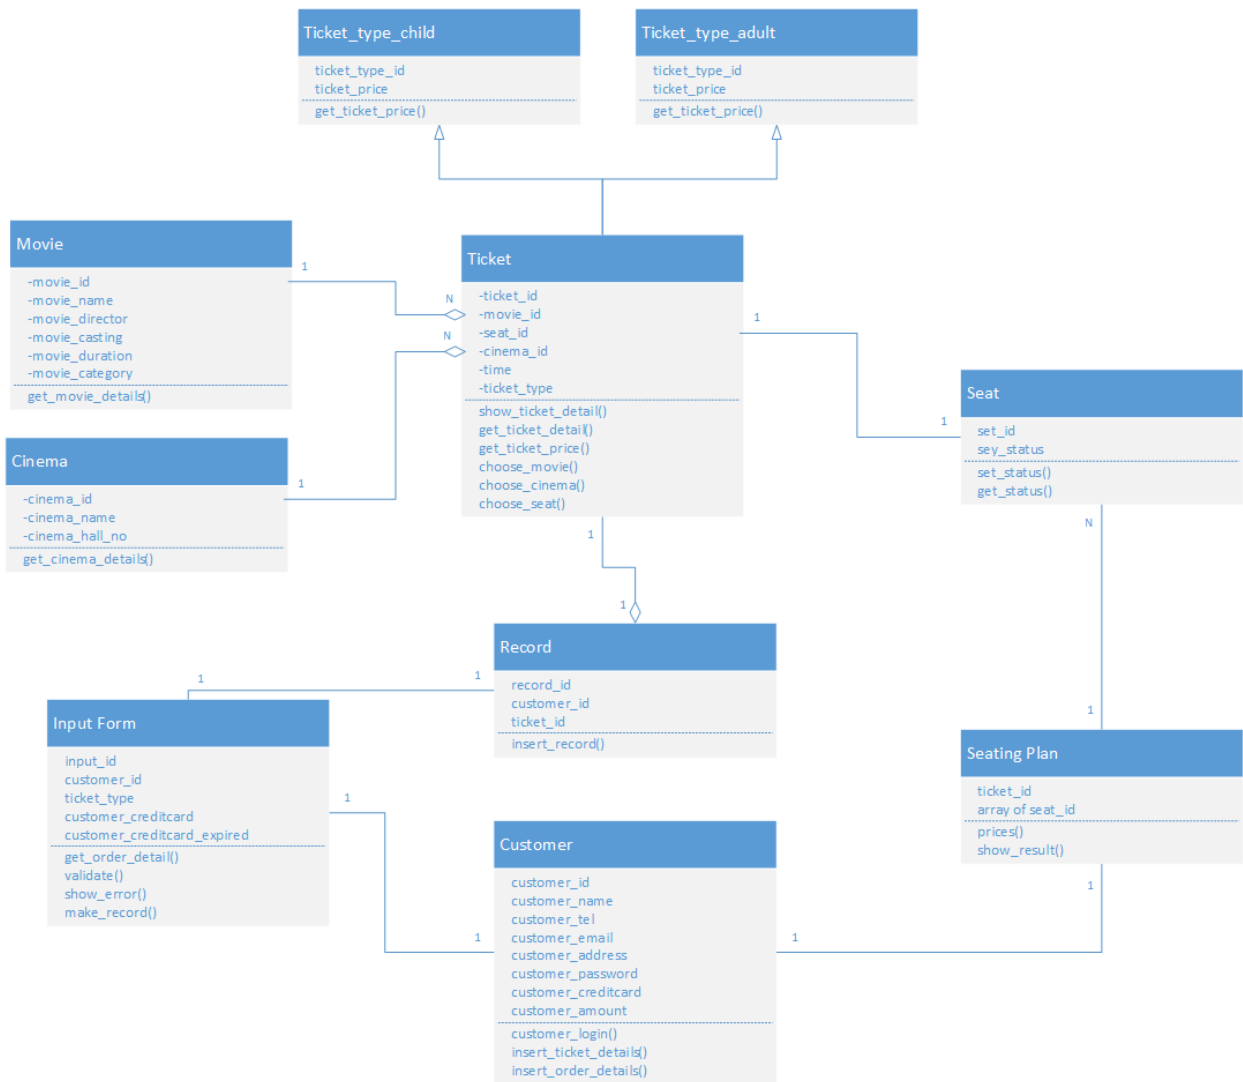 Ticket_type_child
ticket_type_id
ticket_price
get_ticket_price()
Ticket_type_adult
ticket_type_id
ticket_price
get_ticket_price()
Movie
-movie_id
-movie_name
-movie_director
-movie_casting
-movie_duration
-movie_category
get_movie_details()
1
N
Ticket
-ticket_id
-movie_id
-seat_id
-cinema_id
-time
-ticket_type
show_ticket_detail()
get_ticket_detail()
get_ticket_price()
choose_movie()
choose_cinema()
choose_seat()
1
N
Cinema
-cinema_id
-cinema_name
-cinema_hall_no
get_cinema_details()
1
1
Seat
set_id
sey_status
set_status()
get_status()
N
1
1
1
Record
record_id
customer_id
ticket_id
insert_record()
1
1
Input Form
input_id
customer_id
ticket_type
customer_creditcard
customer_creditcard_expired
get_order_detail()
validate()
show_error()
make_record()
1
1
Customer
customer_id
customer_name
customer_tel
customer_email
customer_address
customer_password
customer_creditcard
customer_amount
customer_login()
insert_ticket_details()
insert_order_details()
1
1
Seating Plan
ticket_id
array of seat_id
prices()
show_result()
1